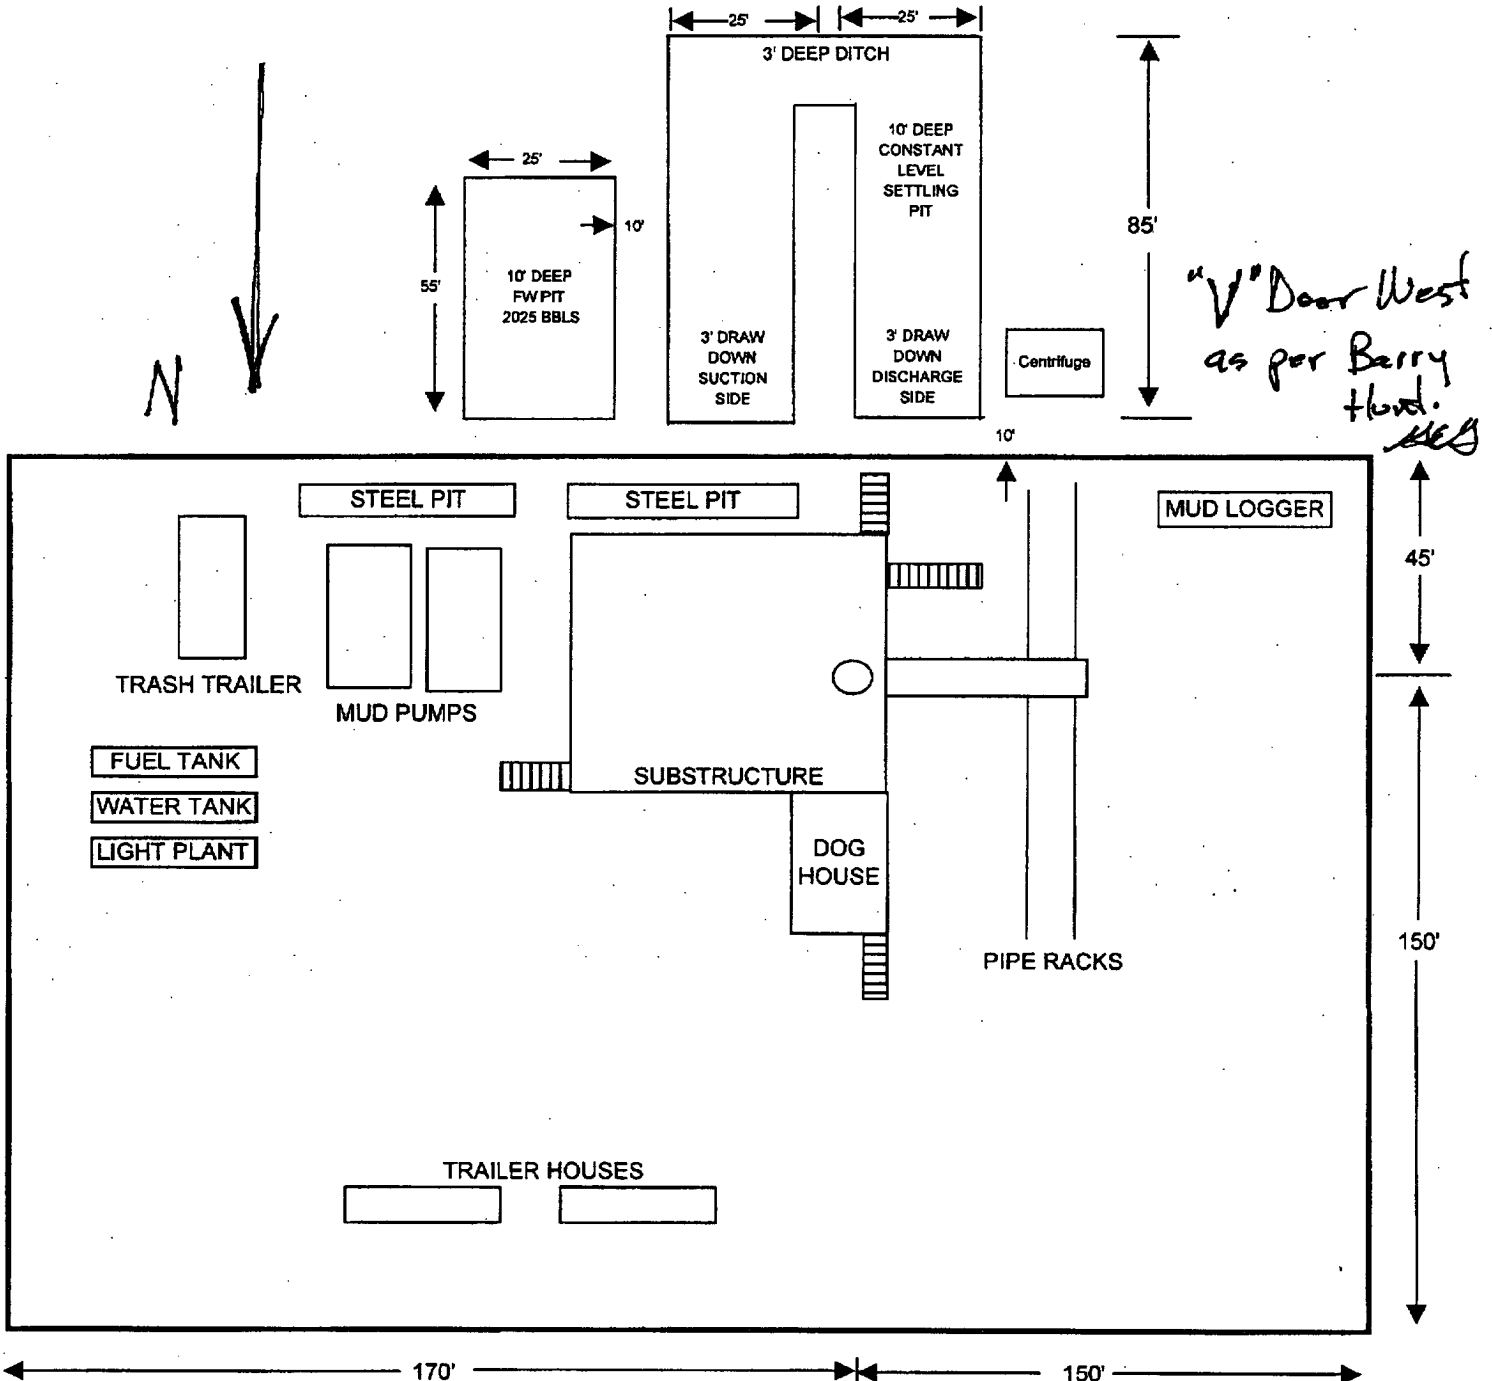 25'
25'
3' DEEP DITCH
10' DEEP
CONSTANT
LEVEL
SETTLING
PIT
25'
10'
85'
55'
10' DEEP
FW PIT
2025 BBLS
3' DRAW
DOWN
SUCTION
SIDE
3' DRAW
DOWN
DISCHARGE
SIDE
Centrifuge
"V" Door West
as per Barry
Hunt.
N
10'
STEEL PIT
STEEL PIT
MUD LOGGER
45'
TRASH TRAILER
MUD PUMPS
FUEL TANK
WATER TANK
LIGHT PLANT
SUBSTRUCTURE
DOG
HOUSE
PIPE RACKS
150'
TRAILER HOUSES
170'
150'